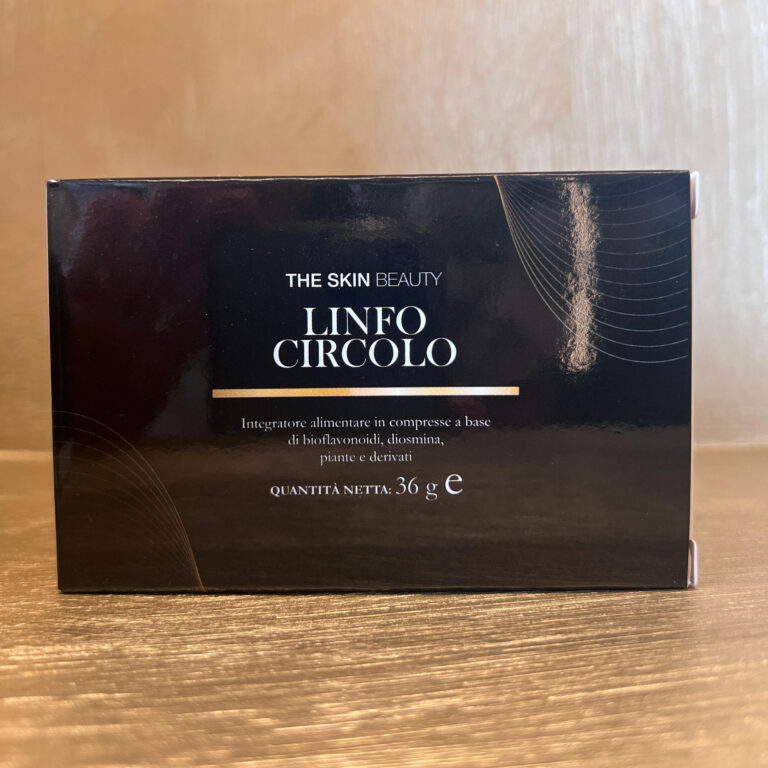 THE SKIN BEAUTY
LINFO
CIRCOLO
Integratore alimentare in compresse a base
di bioflavonoidi, diosmina,
piante e derivati
QUANTITÀ NETTA: 36 g e